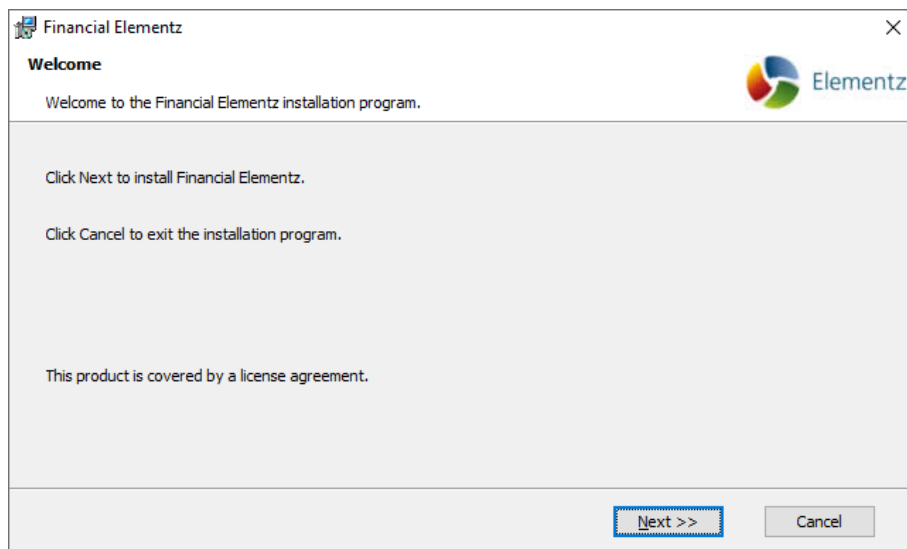 Financial Elementz
Welcome
Welcome to the Financial Elementz installation program.
Elementz
Click Next to install Financial Elementz.
Click Cancel to exit the installation program.
This product is covered by a license agreement.
Next >>
Cancel